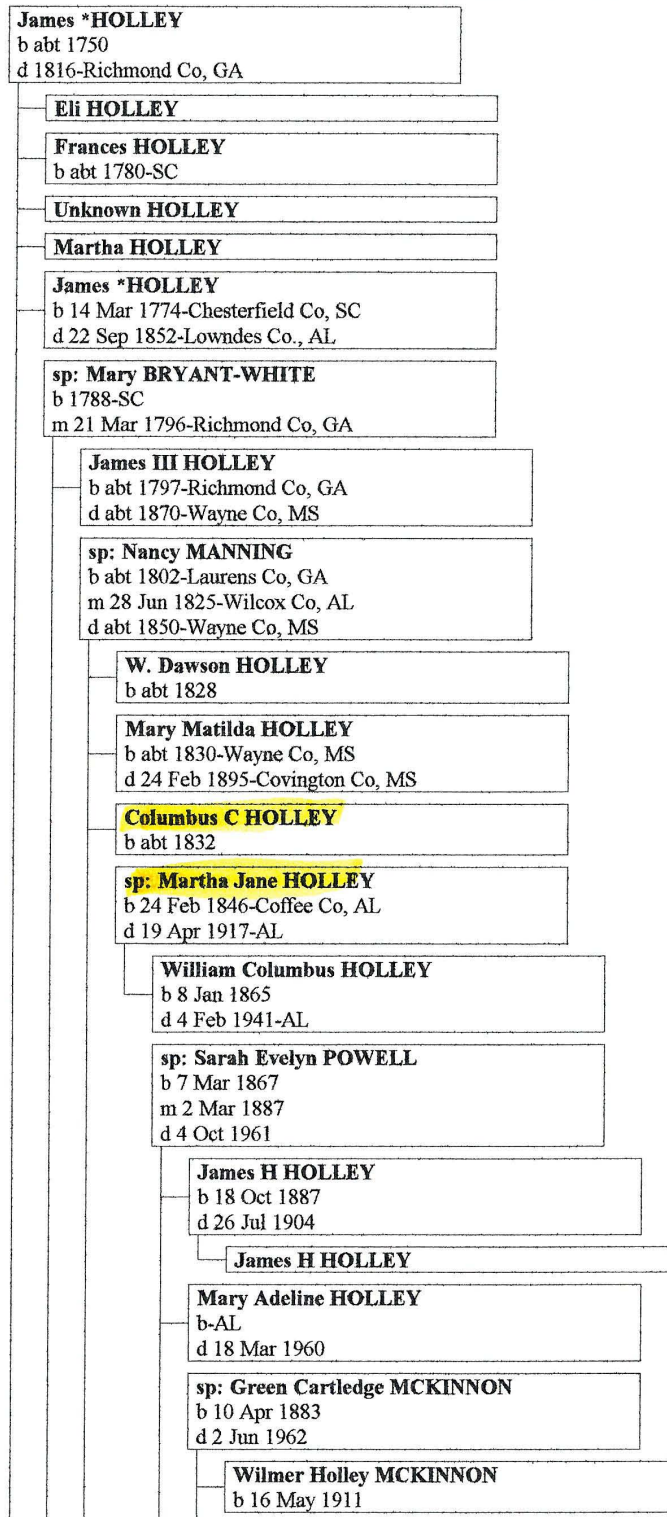 James *HOLLEY
b abt 1750
d 1816-Richmond Co, GA
Eli HOLLEY
Frances HOLLEY
b abt 1780-SC
Unknown HOLLEY
Martha HOLLEY
James *HOLLEY
b 14 Mar 1774-Chesterfield Co, SC
d 22 Sep 1852-Lowndes Co., AL
sp: Mary BRYANT-WHITE
b 1788-SC
m 21 Mar 1796-Richmond Co, GA
James III HOLLEY
b abt 1797-Richmond Co, GA
d abt 1870-Wayne Co, MS
sp: Nancy MANNING
b abt 1802-Laurens Co, GA
m 28 Jun 1825-Wilcox Co, AL
d abt 1850-Wayne Co, MS
W. Dawson HOLLEY
b abt 1828
Mary Matilda HOLLEY
b abt 1830-Wayne Co, MS
d 24 Feb 1895-Covington Co, MS
Columbus C HOLLEY
b abt 1832
sp: Martha Jane HOLLEY
b 24 Feb 1846-Coffee Co, AL
d 19 Apr 1917-AL
William Columbus HOLLEY
b 8 Jan 1865
d 4 Feb 1941-AL
sp: Sarah Evelyn POWELL
b 7 Mar 1867
m 2 Mar 1887
d 4 Oct 1961
James H HOLLEY
b 18 Oct 1887
d 26 Jul 1904
James H HOLLEY
Mary Adeline HOLLEY
b-AL
d 18 Mar 1960
sp: Green Cartledge MCKINNON
b 10 Apr 1883
d 2 Jun 1962
Wilmer Holley MCKINNON
b 16 May 1911